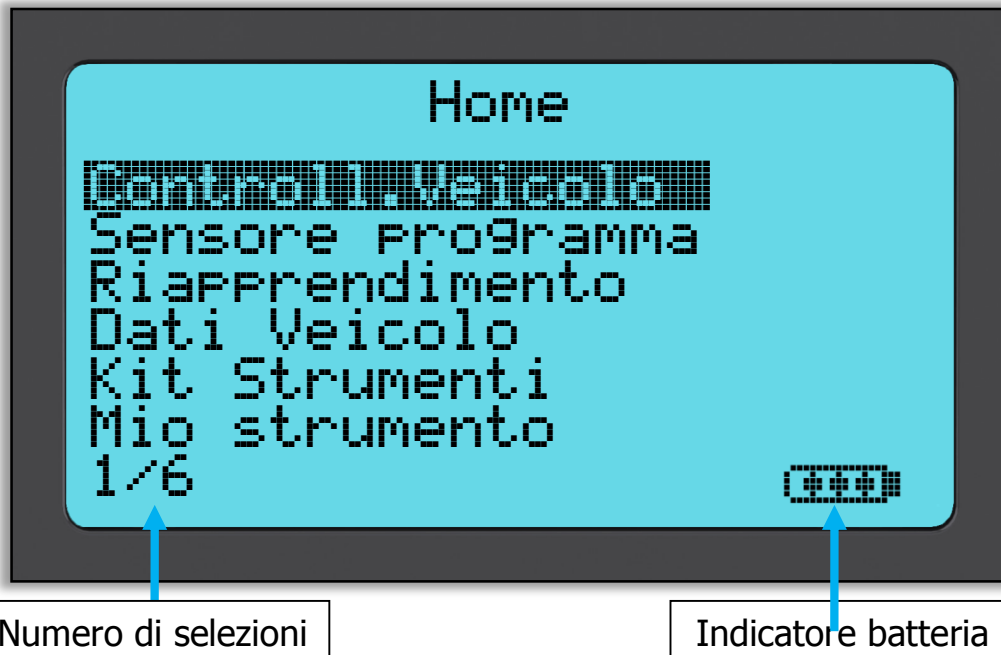 Home
Controll.Veicolo
Sensore programma
Riapprendimento
Dati Veicolo
Kit Strumenti
Mio strumento
1/6
Numero di selezioni
Indicatore batteria